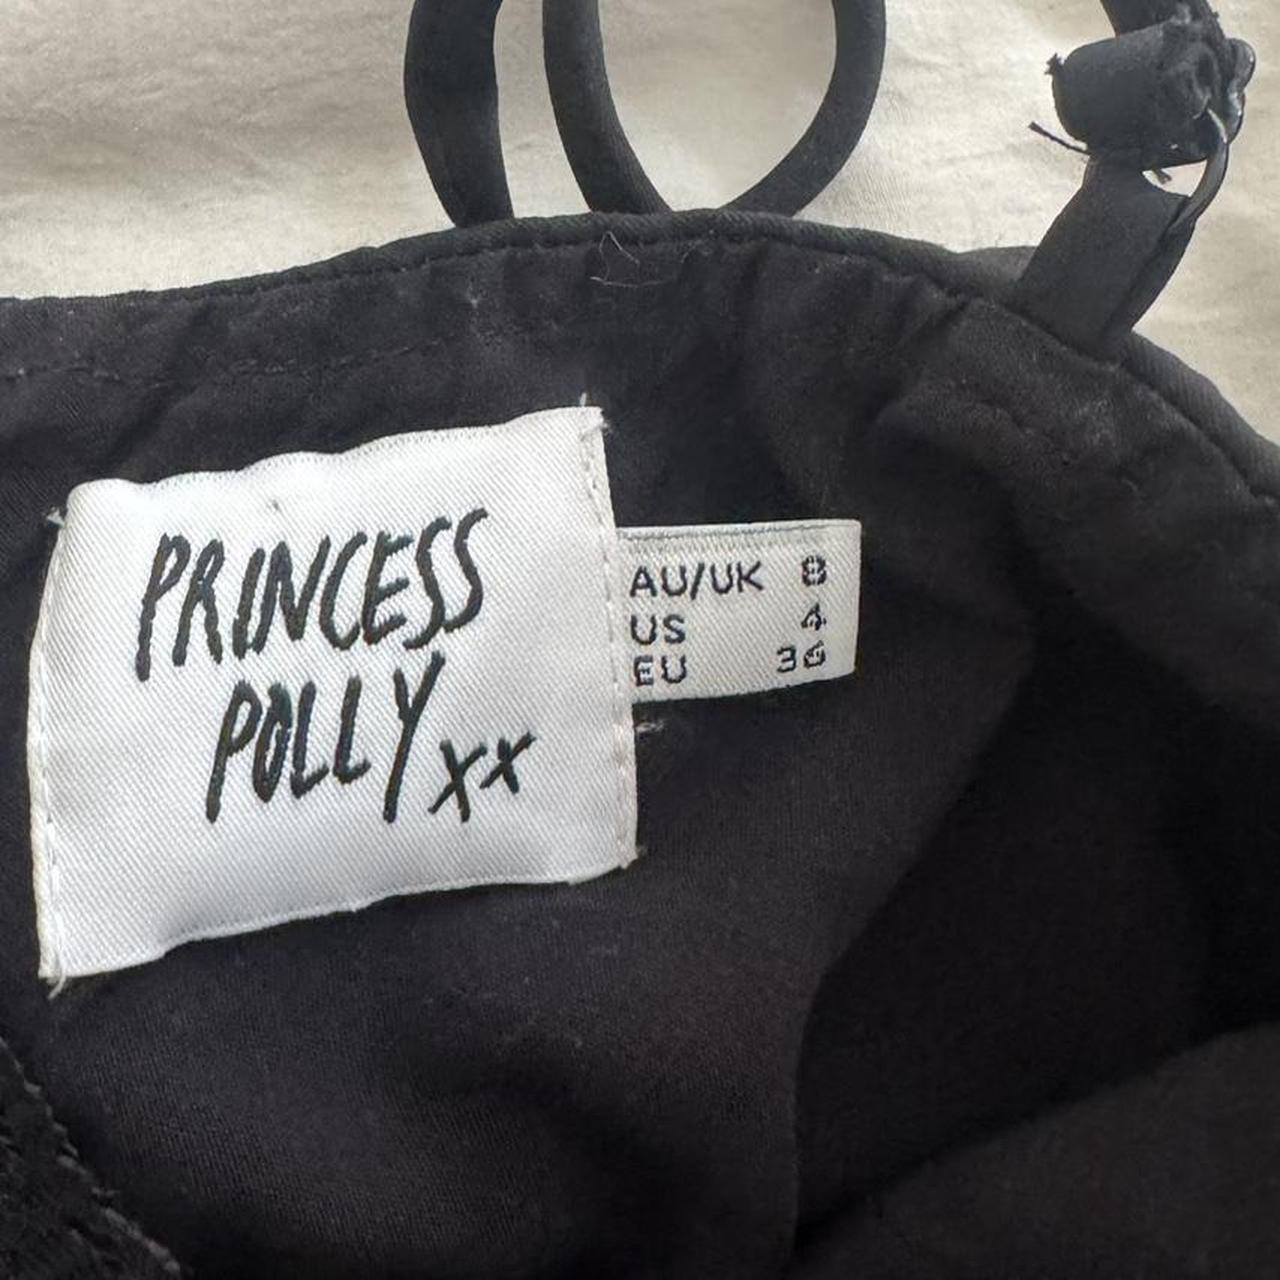 PRINCESS
POLLY xx
AU/UK 8
US 4
EU 36